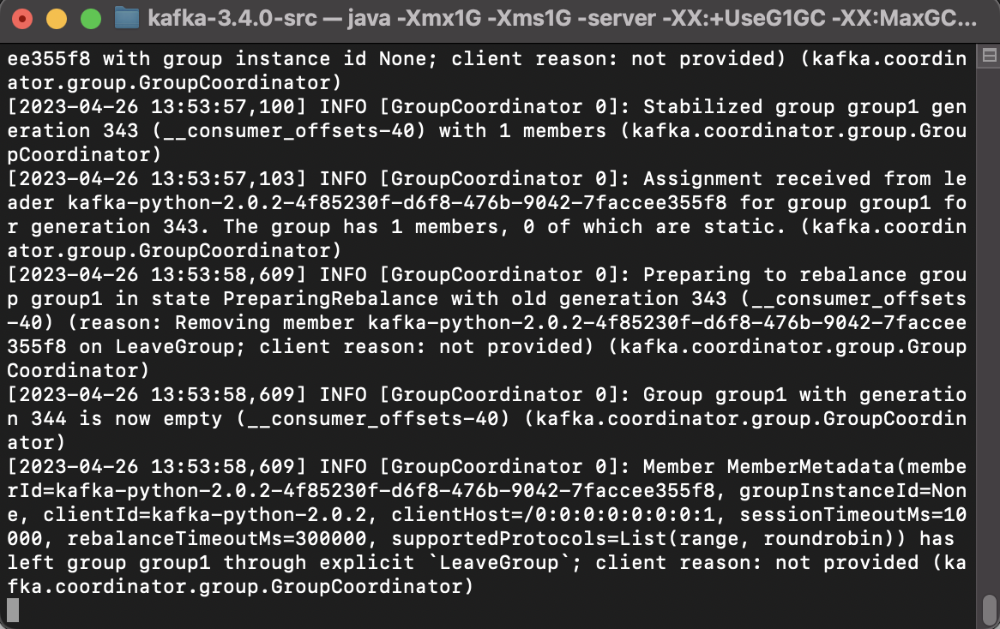 kafka-3.4.0-src — java -Xmx1G -Xms1G -server -XX:+UseG1GC -XX:MaxGC...
ee355f8 with group instance id None; client reason: not provided) (kafka.coordin
ator.group.GroupCoordinator)
[2023-04-26 13:53:57,100] INFO [GroupCoordinator 0]: Stabilized group group1 gen
eration 343 (__consumer_offsets-40) with 1 members (kafka.coordinator.group.Grou
pCoordinator)
[2023-04-26 13:53:57,103] INFO [GroupCoordinator 0]: Assignment received from le
ader kafka-python-2.0.2-4f85230f-d6f8-476b-9042-7faccee355f8 for group group1 fo
r generation 343. The group has 1 members, 0 of which are static. (kafka.coordin
ator.group.GroupCoordinator)
[2023-04-26 13:53:58,609] INFO [GroupCoordinator 0]: Preparing to rebalance grou
p group1 in state PreparingRebalance with old generation 343 (__consumer_offsets
-40) (reason: Removing member kafka-python-2.0.2-4f85230f-d6f8-476b-9042-7faccee
355f8 on LeaveGroup; client reason: not provided) (kafka.coordinator.group.Group
Coordinator)
[2023-04-26 13:53:58,609] INFO [GroupCoordinator 0]: Group group1 with generatio
n 344 is now empty (__consumer_offsets-40) (kafka.coordinator.group.GroupCoordin
ator)
[2023-04-26 13:53:58,609] INFO [GroupCoordinator 0]: Member MemberMetadata(membe
rId=kafka-python-2.0.2-4f85230f-d6f8-476b-9042-7faccee355f8, groupInstanceId=Non
e, clientId=kafka-python-2.0.2, clientHost=/0:0:0:0:0:0:0:1, sessionTimeoutMs=10
000, rebalanceTimeoutMs=300000, supportedProtocols=List(range, roundrobin)) has
left group group1 through explicit `LeaveGroup`; client reason: not provided (ka
fka.coordinator.group.GroupCoordinator)